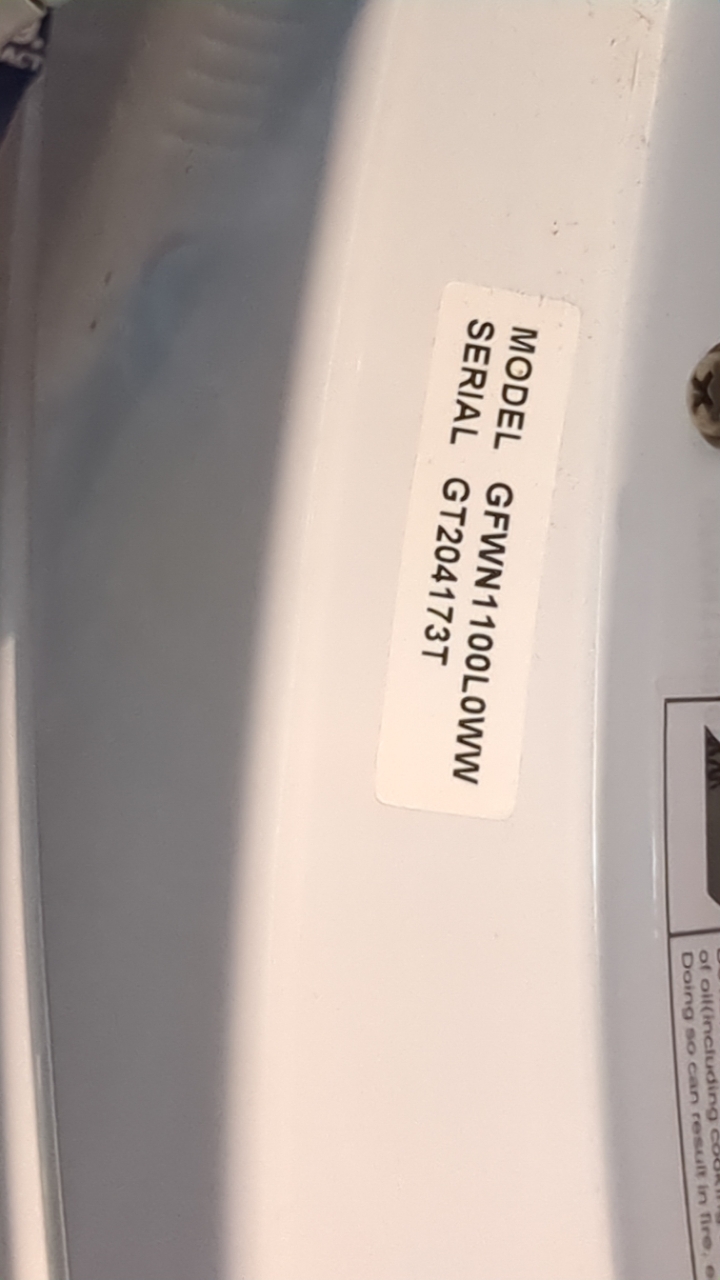 MODEL GFWN1100L0WW
SERIAL GT204173T
of oil(including cooking
Doing so can result in fire,